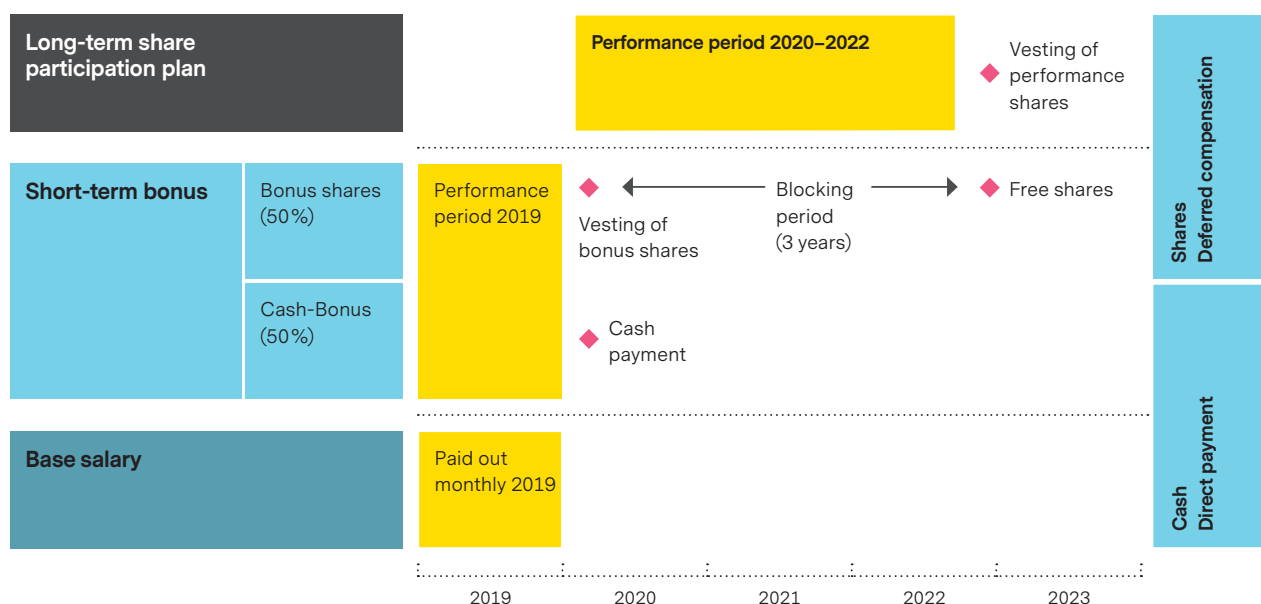 Long-term share
participation plan
Performance period 2020–2022
Vesting of
performance
shares
Shares
Deferred compensation
Short-term bonus
Bonus shares
(50%)
Performance
period 2019
Vesting of
bonus shares
Blocking
period
(3 years)
Free shares
Cash-Bonus
(50%)
Cash
payment
Cash
Direct payment
Base salary
Paid out
monthly 2019
2019
2020
2021
2022
2023